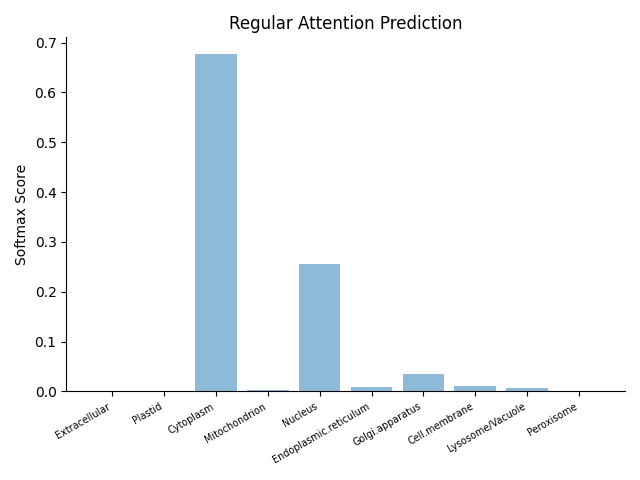 Regular Attention Prediction
Softmax Score
0.7
0.6
0.5
0.4
0.3
0.2
0.1
0.0
Extracellular
Plastid
Cytoplasm
Mitochondrion
Nucleus
Endoplasmic.reticulum
Golgi.apparatus
Cell.membrane
Lysosome/Vacuole
Peroxisome